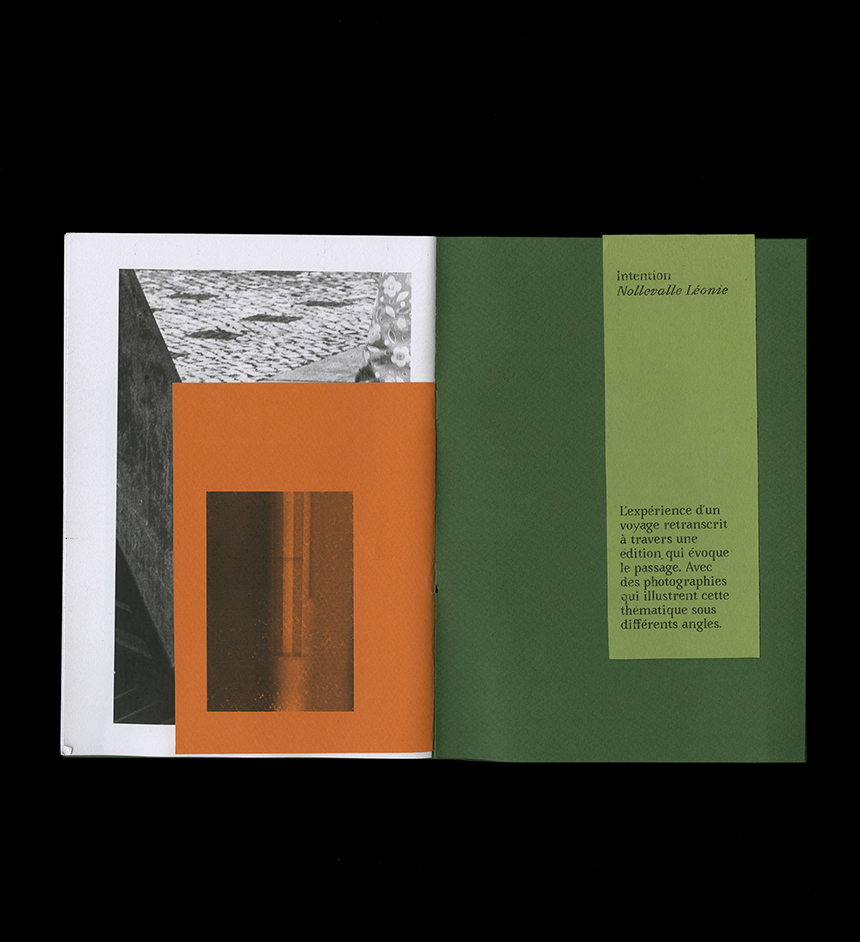 Intention
Nollevalle Léonie
L'expérience d'un
voyage retranscrit
à travers une
édition qui évoque
le passage. Avec
des photographies
qui illustrent cette
thématique sous
différents angles.